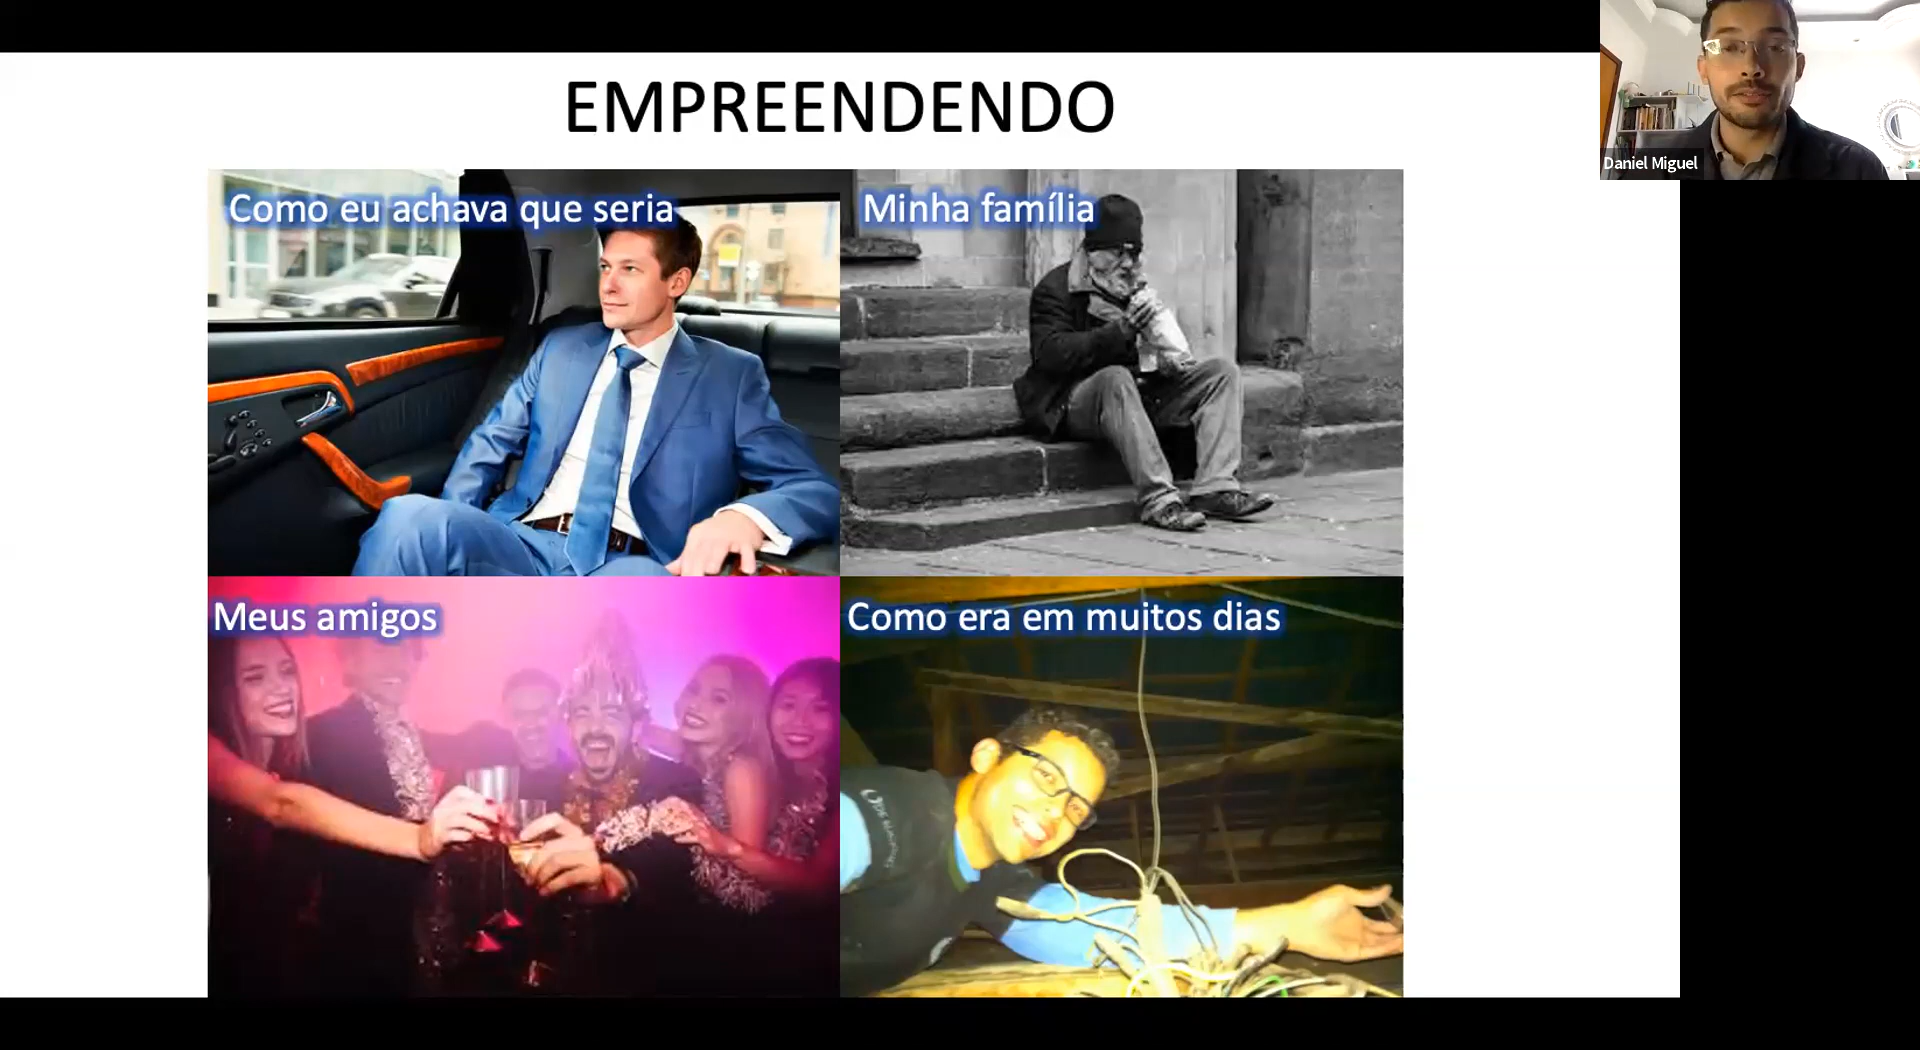 EMPREENDENDO
Daniel Miguel
Como eu achava que seria
Minha família
Meus amigos
Como era em muitos dias